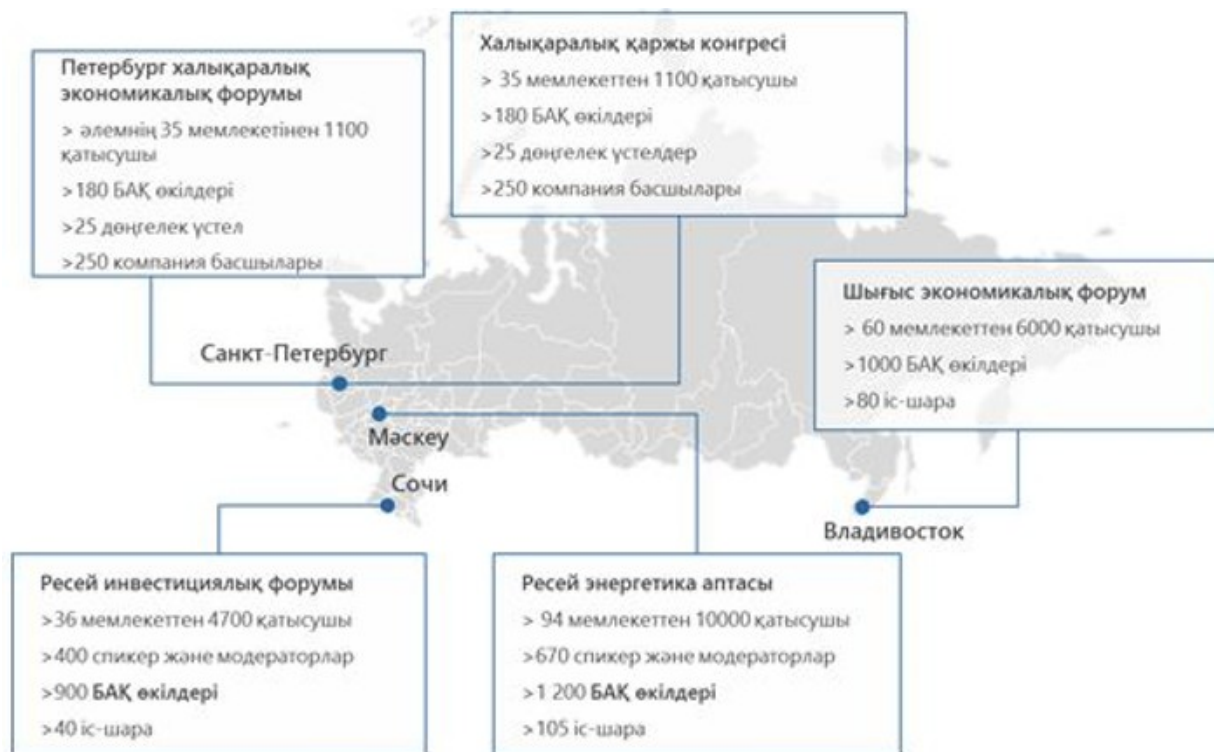 Петербург халықаралық
экономикалық форумы
> әлемнің 35 мемлекетінен 1100
қатысушы
>180 БАҚ өкілдері
>25 дөңгелек үстел
>250 компания басшылары
Халықаралық қаржы конгресі
> 35 мемлекеттен 1100 қатысушы
>180 БАҚ өкілдері
>25 дөңгелек үстелдер
>250 компания басшылары
Шығыс экономикалық форум
> 60 мемлекеттен 6000 қатысушы
>1000 БАҚ өкілдері
>80 іс-шара
Санкт-Петербург
Мәскеу
Сочи
Владивосток
Ресей инвестициялық форумы
>36 мемлекеттен 4700 қатысушы
>400 спикер және модераторлар
>900 БАҚ өкілдері
>40 іс-шара
Ресей энергетика аптасы
> 94 мемлекеттен 10000 қатысушы
>670 спикер және модераторлар
>1 200 БАҚ өкілдері
>105 іс-шара